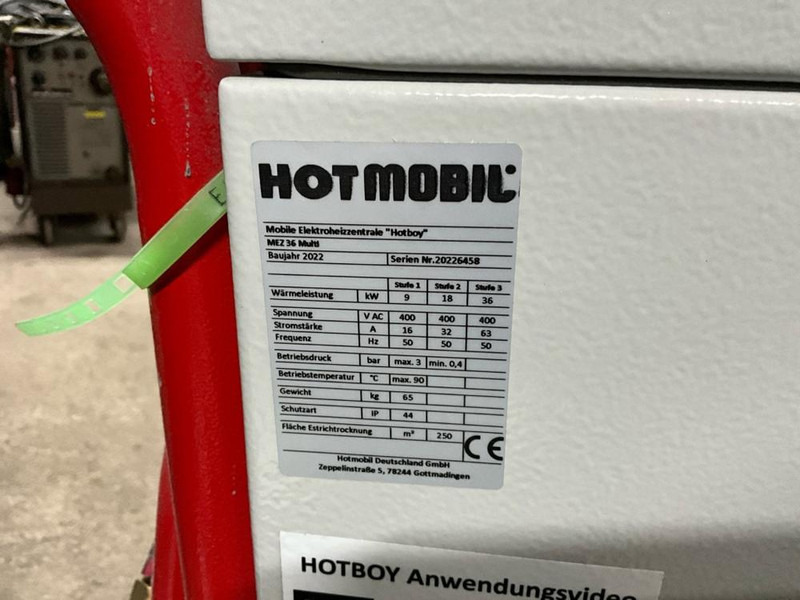 HOTMOBIL
Mobile Elektroheizzentrale "Hotboy"
MEZ 36 Multi
Baujahr 2022 Serien Nr.20226458
Stufe 1 Stufe 2 Stufe 3
Wärmeleistung kW 9 18 36
Spannung V AC 400 400 400
Stromstärke A 16 32 63
Frequenz Hz 50 50 50
Betriebsdruck bar max. 3 min. 0,4
Betriebstemperatur °C max. 90
Gewicht kg 65
Schutzart IP 44
Fläche Estrichtrocknung m² 250
CE
Hotmobil Deutschland GmbH
Zeppelinstraße 5, 78244 Gottmadingen
HOTBOY Anwendungsvideo